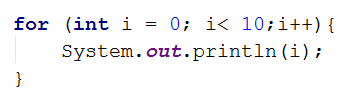 for (int i = 0; i< 10;i++){
    System.out.println(i);
}